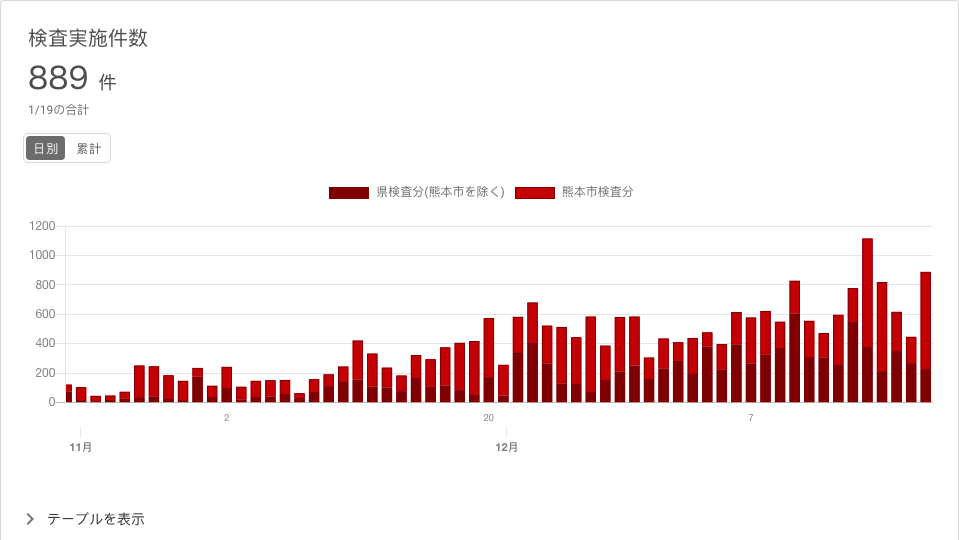 検査実施件数
889 件
1/19の合計
日別 累計
県検査分(熊本市を除く) 熊本市検査分
1200
1000
800
600
400
200
0
2 20 7
11月 12月
テーブルを表示